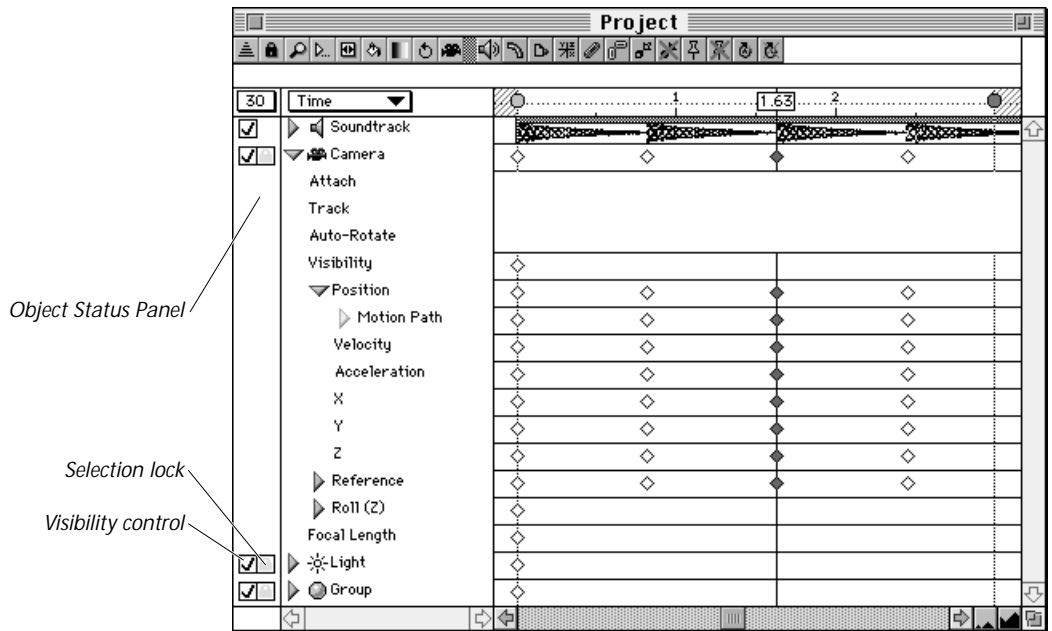 Project
30 Time 1 1.63 2
Soundtrack
Camera
Attach
Track
Auto-Rotate
Visibility
Object Status Panel
Position
Motion Path
Velocity
Acceleration
X
Y
Z
Selection lock
Reference
Visibility control
Roll (Z)
Focal Length
Light
Group